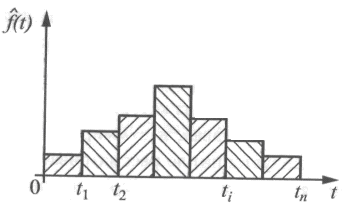 f̂(t)
0 t₁ t₂ tᵢ tₙ t